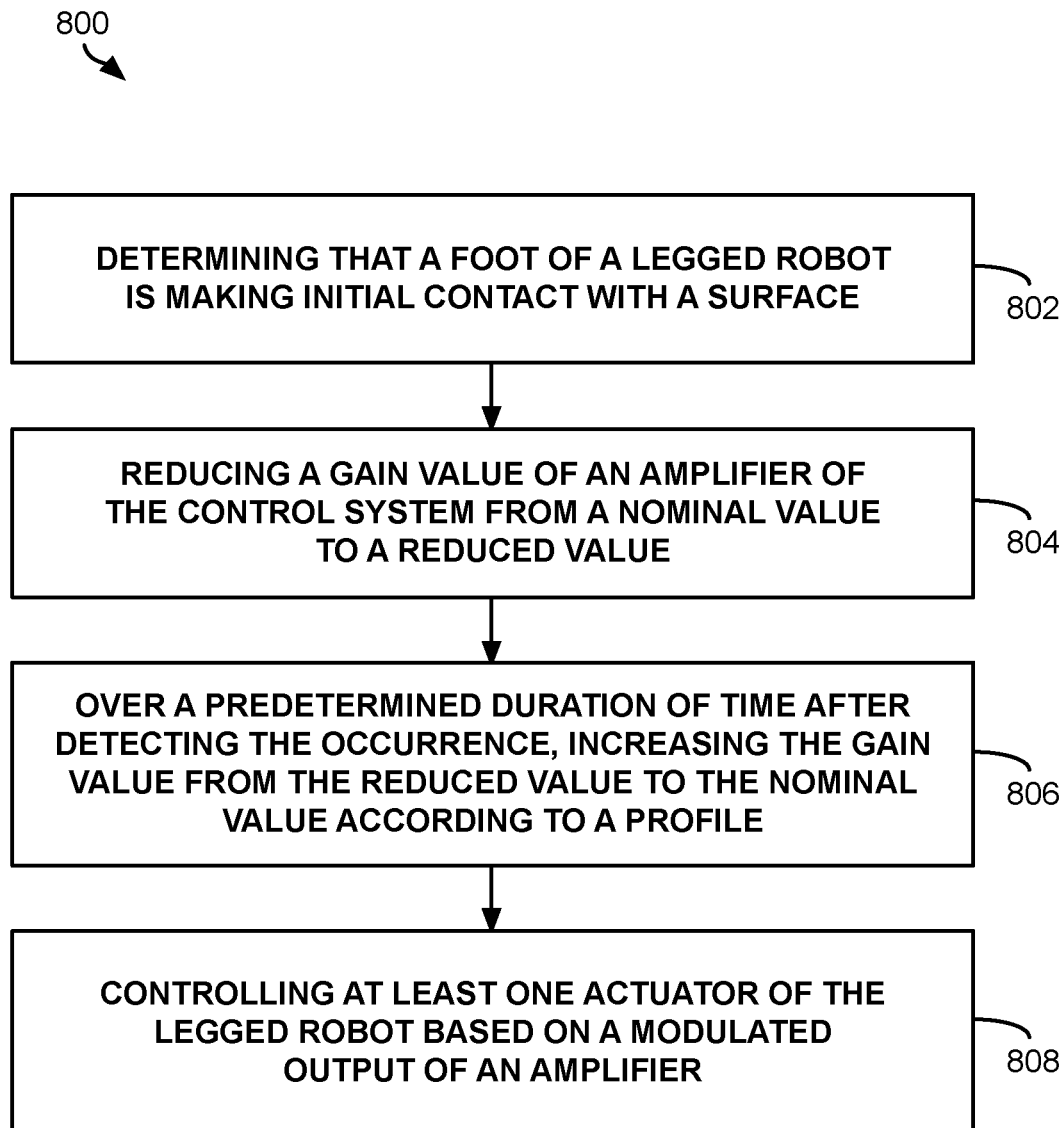 800
DETERMINING THAT A FOOT OF A LEGGED ROBOT
IS MAKING INITIAL CONTACT WITH A SURFACE
802
REDUCING A GAIN VALUE OF AN AMPLIFIER OF
THE CONTROL SYSTEM FROM A NOMINAL VALUE
TO A REDUCED VALUE
804
OVER A PREDETERMINED DURATION OF TIME AFTER
DETECTING THE OCCURRENCE, INCREASING THE GAIN
VALUE FROM THE REDUCED VALUE TO THE NOMINAL
VALUE ACCORDING TO A PROFILE
806
CONTROLLING AT LEAST ONE ACTUATOR OF THE
LEGGED ROBOT BASED ON A MODULATED
OUTPUT OF AN AMPLIFIER
808